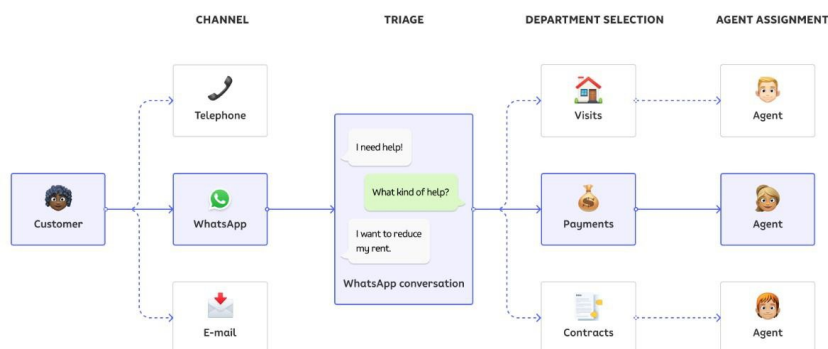 CHANNEL
TRIAGE
DEPARTMENT SELECTION
AGENT ASSIGNMENT
Telephone
Visits
Agent
I need help!
What kind of help?
I want to reduce
my rent.
Customer
WhatsApp
WhatsApp conversation
Payments
Agent
E-mail
Contracts
Agent